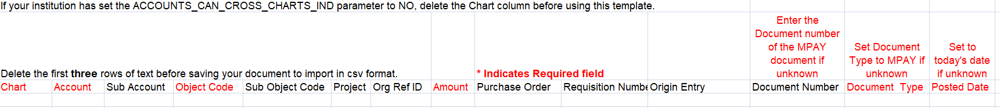 If your institution has set the ACCOUNTS_CAN_CROSS_CHARTS_IND parameter to NO, delete the Chart column before using this template.
Enter the
Document number
of the MPAY
document if
unknown
Set Document
Type to MPAY if
unknown
Set to
today's date
if unknown
Delete the first three rows of text before saving your document to import in csv format.
* Indicates Required field
Chart Account Sub Account Object Code Sub Object Code Project Org Ref ID Amount Purchase Order Requisition Numbe Origin Entry Document Number Document Type Posted Date